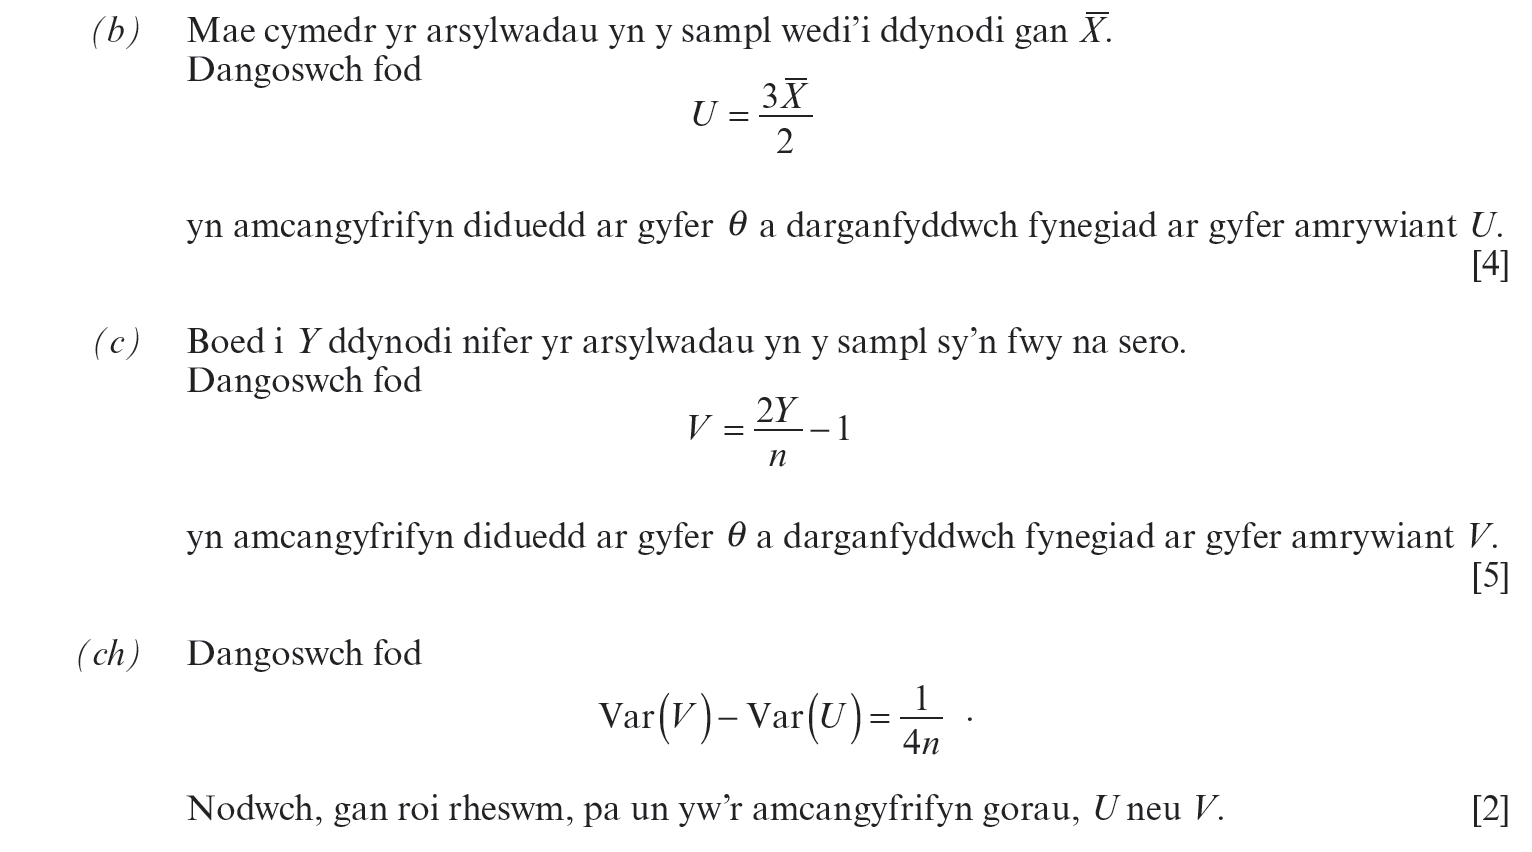 (b) Mae cymedr yr arsylwadau yn y sampl wedi’i ddynodi gan X̅.
Dangoswch fod
U = 3X̅/2
yn amcangyfrifyn diduedd ar gyfer θ a darganfyddwch fynegiad ar gyfer amrywiant U.
[4]
(c) Boed i Y ddynodi nifer yr arsylwadau yn y sampl sy’n fwy na sero.
Dangoswch fod
V = 2Y/n – 1
yn amcangyfrifyn diduedd ar gyfer θ a darganfyddwch fynegiad ar gyfer amrywiant V.
[5]
(ch) Dangoswch fod
Var(V) – Var(U) = 1/4n .
Nodwch, gan roi rheswm, pa un yw’r amcangyfrifyn gorau, U neu V. [2]